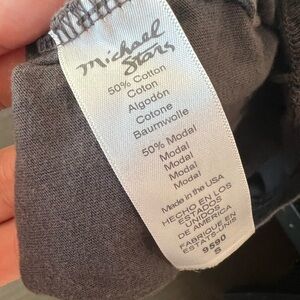 Michael
Stars
50% Cotton
Coton
Algodón
Cotone
Baumwolle
50% Modal
Modal
Modal
Modal
Modal
Made in the USA
HECHO EN LOS
ESTADOS
UNIDOS
DE AMERICA
FABRIQUE EN
ETATS-UNIS
9590
S